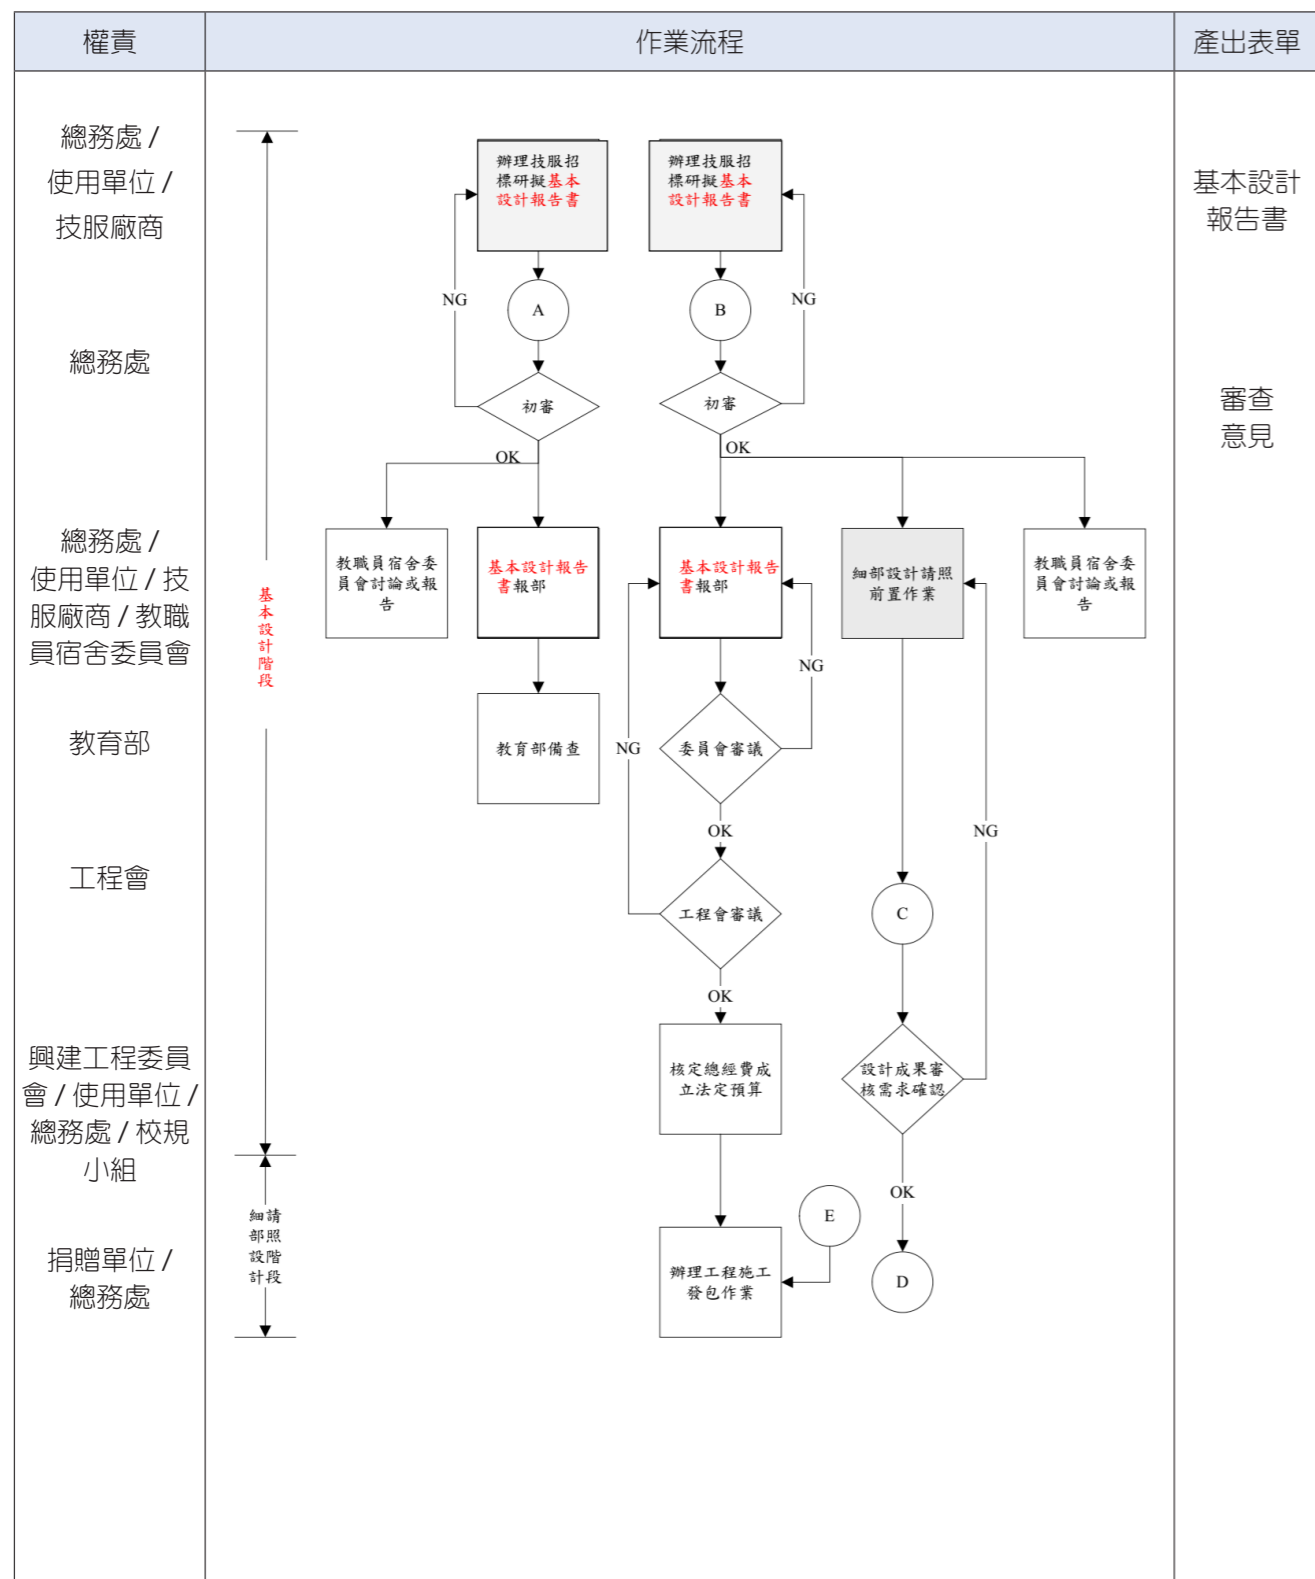 權責
作業流程
產出表單
總務處 /
使用單位 /
技服廠商
總務處
總務處 /
使用單位 / 技
服廠商 / 教職
員宿舍委員會
教育部
工程會
興建工程委員
會 / 使用單位 /
總務處 / 校規
小組
捐贈單位 /
總務處
基本設計階段
細部設計
請照階段
辦理技服招
標研擬基本
設計報告書
NG
A
初審
OK
教職員宿舍委
員會討論或報
告
基本設計報告
書報部
教育部備查
辦理技服招
標研擬基本
設計報告書
NG
B
初審
OK
基本設計報告
書報部
NG
委員會審議
NG
OK
工程會審議
OK
核定總經費成
立法定預算
辦理工程施工
發包作業
E
細部設計請照
前置作業
NG
C
設計成果審
核需求確認
OK
D
教職員宿舍委
員會討論或報
告
基本設計
報告書
審查
意見